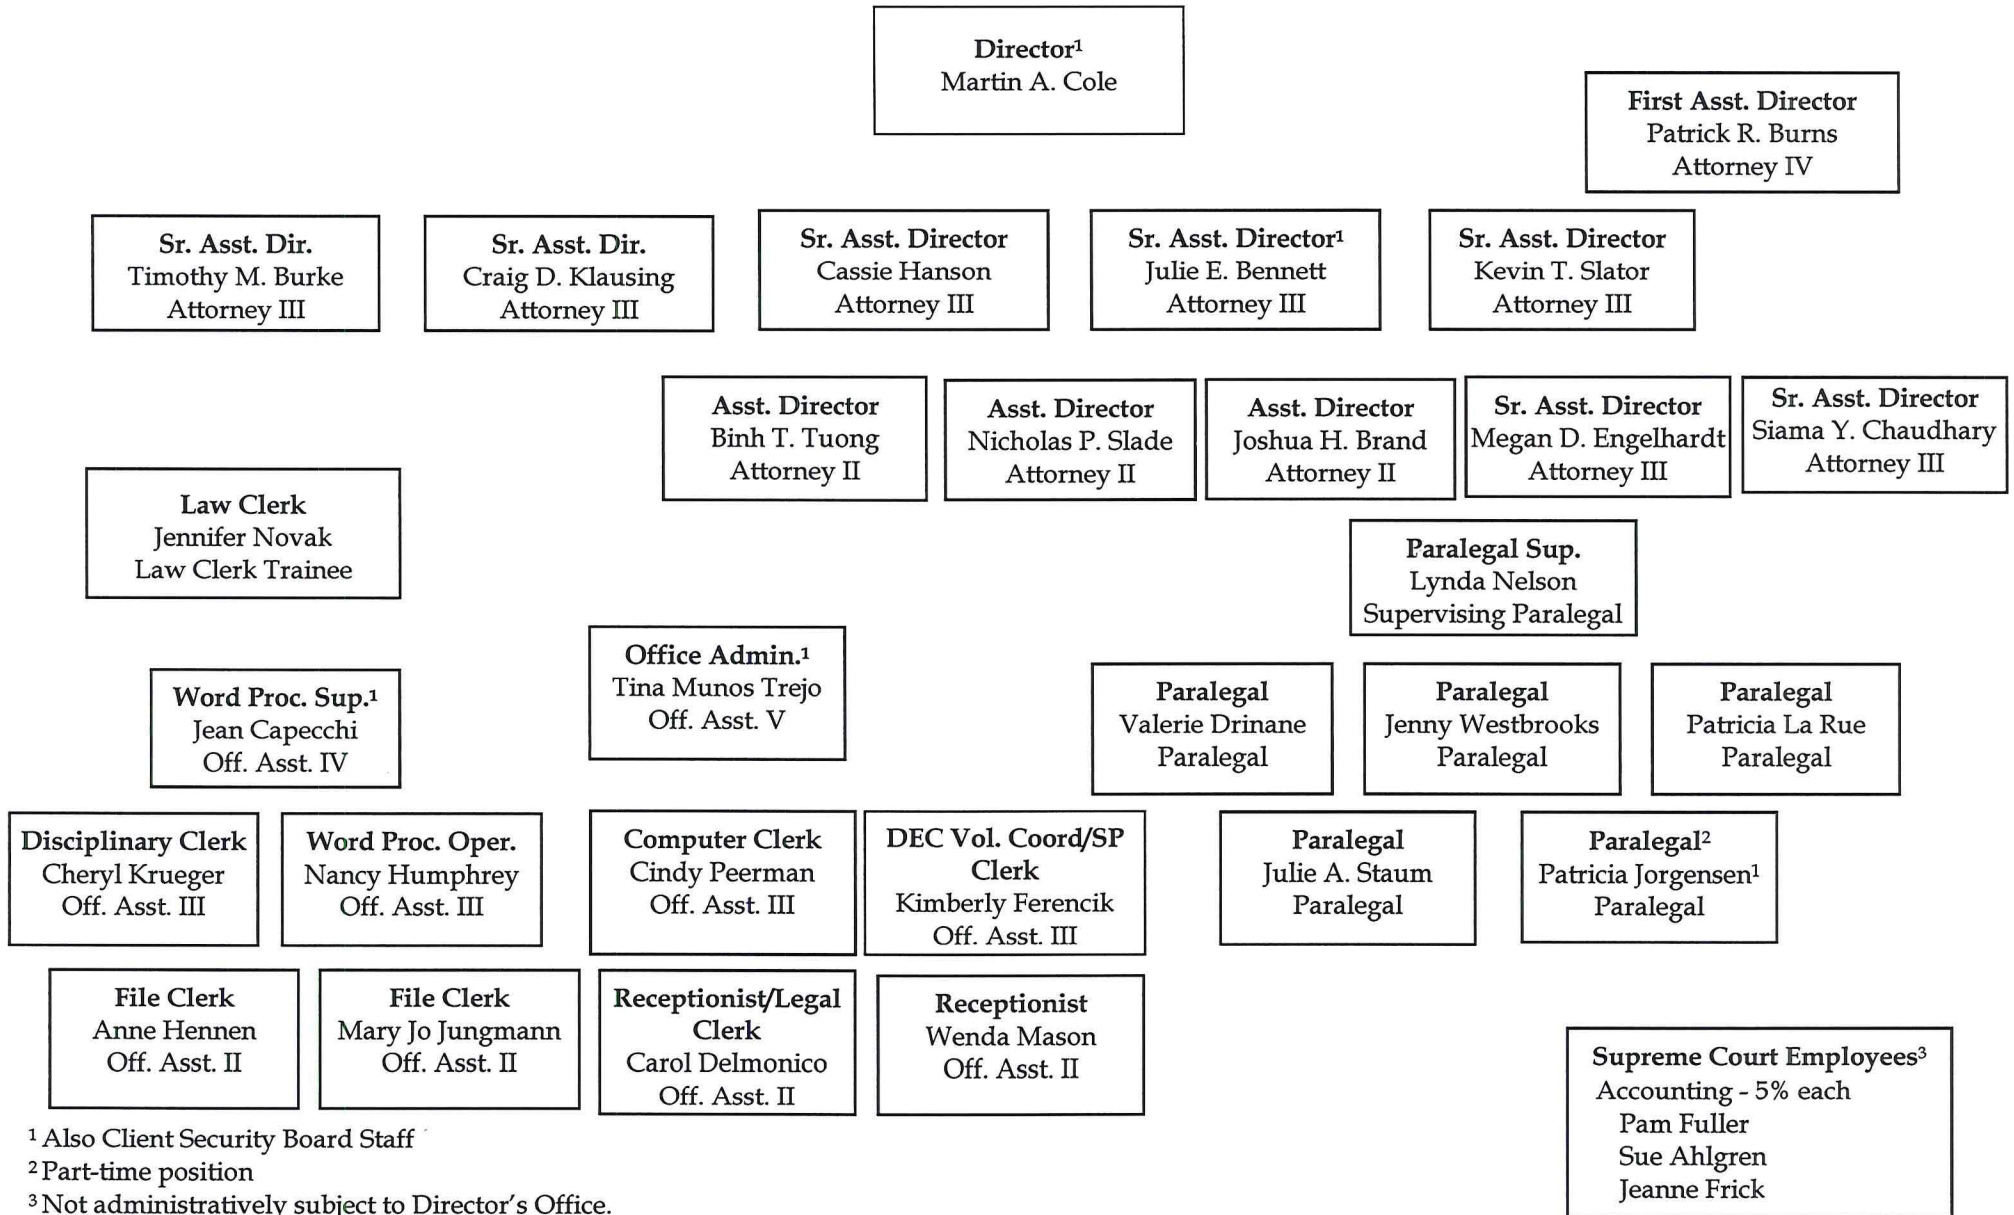 Director¹
Martin A. Cole
First Asst. Director
Patrick R. Burns
Attorney IV
Sr. Asst. Dir.
Timothy M. Burke
Attorney III
Sr. Asst. Dir.
Craig D. Klausing
Attorney III
Sr. Asst. Director
Cassie Hanson
Attorney III
Sr. Asst. Director¹
Julie E. Bennett
Attorney III
Sr. Asst. Director
Kevin T. Slator
Attorney III
Asst. Director
Binh T. Tuong
Attorney II
Asst. Director
Nicholas P. Slade
Attorney II
Asst. Director
Joshua H. Brand
Attorney II
Sr. Asst. Director
Megan D. Engelhardt
Attorney III
Sr. Asst. Director
Siama Y. Chaudhary
Attorney III
Law Clerk
Jennifer Novak
Law Clerk Trainee
Paralegal Sup.
Lynda Nelson
Supervising Paralegal
Office Admin.¹
Tina Munos Trejo
Off. Asst. V
Word Proc. Sup.¹
Jean Capecchi
Off. Asst. IV
Paralegal
Valerie Drinane
Paralegal
Paralegal
Jenny Westbrooks
Paralegal
Paralegal
Patricia La Rue
Paralegal
Disciplinary Clerk
Cheryl Krueger
Off. Asst. III
Word Proc. Oper.
Nancy Humphrey
Off. Asst. III
Computer Clerk
Cindy Peerman
Off. Asst. III
DEC Vol. Coord/SP
Clerk
Kimberly Ferencik
Off. Asst. III
Paralegal
Julie A. Staum
Paralegal
Paralegal²
Patricia Jorgensen¹
Paralegal
File Clerk
Anne Hennen
Off. Asst. II
File Clerk
Mary Jo Jungmann
Off. Asst. II
Receptionist/Legal
Clerk
Carol Delmonico
Off. Asst. II
Receptionist
Wenda Mason
Off. Asst. II
Supreme Court Employees³
Accounting - 5% each
Pam Fuller
Sue Ahlgren
Jeanne Frick
¹ Also Client Security Board Staff
² Part-time position
³ Not administratively subject to Director's Office.